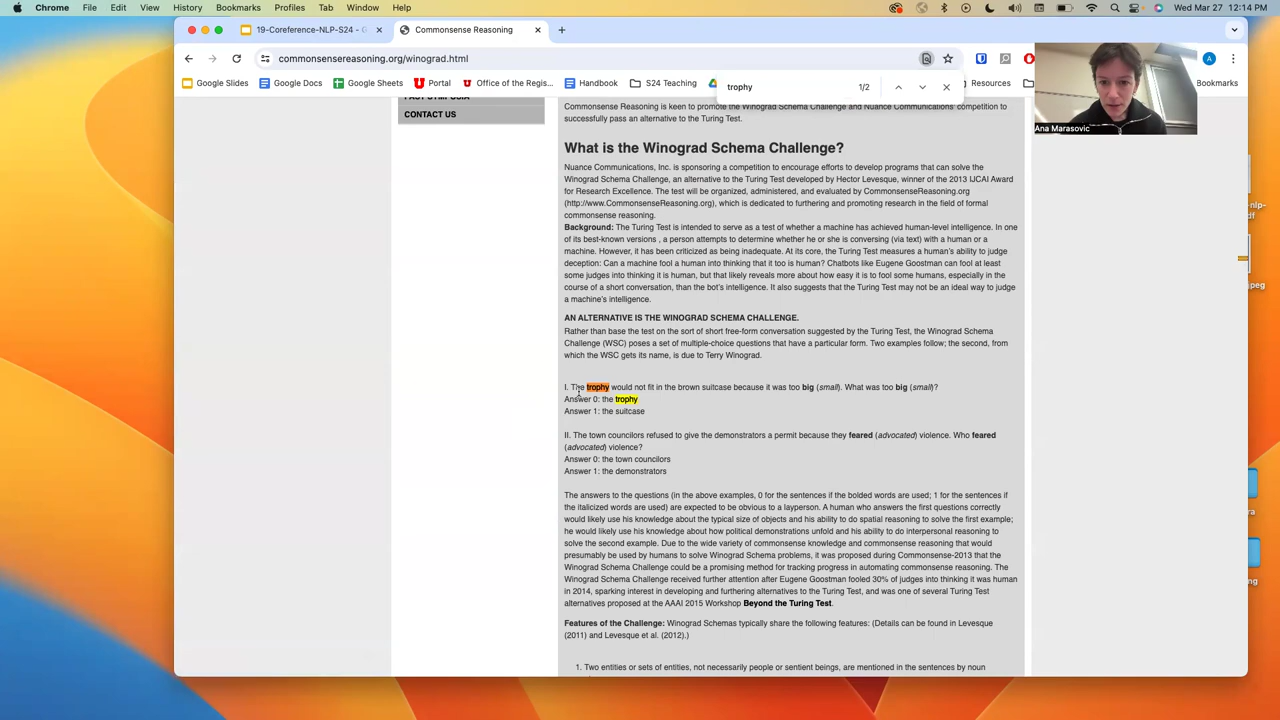 Chrome File Edit View History Bookmarks Profiles Tab Window Help Wed Mar 27 12:14 PM
19-Coreference-NLP-S24 - G Commonsense Reasoning
commonsensereasoning.org/winograd.html
Google Slides Google Docs Google Sheets Portal Office of the Regis... Handbook S24 Teaching Resources Bookmarks
trophy 1/2
Ana Marasovic
CONTACT US
Commonsense Reasoning is keen to promote the Winograd Schema Challenge and Nuance Communications' competition to
successfully pass an alternative to the Turing Test.
What is the Winograd Schema Challenge?
Nuance Communications, Inc. is sponsoring a competition to encourage efforts to develop programs that can solve the
Winograd Schema Challenge, an alternative to the Turing Test developed by Hector Levesque, winner of the 2013 IJCAI Award
for Research Excellence. The test will be organized, administered, and evaluated by CommonsenseReasoning.org
(http://www.CommonsenseReasoning.org), which is dedicated to furthering and promoting research in the field of formal
commonsense reasoning.
Background: The Turing Test is intended to serve as a test of whether a machine has achieved human-level intelligence. In one
of its best-known versions , a person attempts to determine whether he or she is conversing (via text) with a human or a
machine. However, it has been criticized as being inadequate. At its core, the Turing Test measures a human's ability to judge
deception: Can a machine fool a human into thinking that it too is human? Chatbots like Eugene Goostman can fool at least
some judges into thinking it is human, but that likely reveals more about how easy it is to fool some humans, especially in the
course of a short conversation, than the bot's intelligence. It also suggests that the Turing Test may not be an ideal way to judge
a machine's intelligence.
AN ALTERNATIVE IS THE WINOGRAD SCHEMA CHALLENGE.
Rather than base the test on the sort of short free-form conversation suggested by the Turing Test, the Winograd Schema
Challenge (WSC) poses a set of multiple-choice questions that have a particular form. Two examples follow; the second, from
which the WSC gets its name, is due to Terry Winograd.
I. The trophy would not fit in the brown suitcase because it was too big (small). What was too big (small)?
Answer 0: the trophy
Answer 1: the suitcase
II. The town councilors refused to give the demonstrators a permit because they feared (advocated) violence. Who feared
(advocated) violence?
Answer 0: the town councilors
Answer 1: the demonstrators
The answers to the questions (in the above examples, 0 for the sentences if the bolded words are used; 1 for the sentences if
the italicized words are used) are expected to be obvious to a layperson. A human who answers the first questions correctly
would likely use his knowledge about the typical size of objects and his ability to do spatial reasoning to solve the first example;
he would likely use his knowledge about how political demonstrations unfold and his ability to do interpersonal reasoning to
solve the second example. Due to the wide variety of commonsense knowledge and commonsense reasoning that would
presumably be used by humans to solve Winograd Schema problems, it was proposed during Commonsense-2013 that the
Winograd Schema Challenge could be a promising method for tracking progress in automating commonsense reasoning. The
Winograd Schema Challenge received further attention after Eugene Goostman fooled 30% of judges into thinking it was human
in 2014, sparking interest in developing and furthering alternatives to the Turing Test, and was one of several Turing Test
alternatives proposed at the AAAI 2015 Workshop Beyond the Turing Test.
Features of the Challenge: Winograd Schemas typically share the following features: (Details can be found in Levesque
(2011) and Levesque et al. (2012).)
1. Two entities or sets of entities, not necessarily people or sentient beings, are mentioned in the sentences by noun